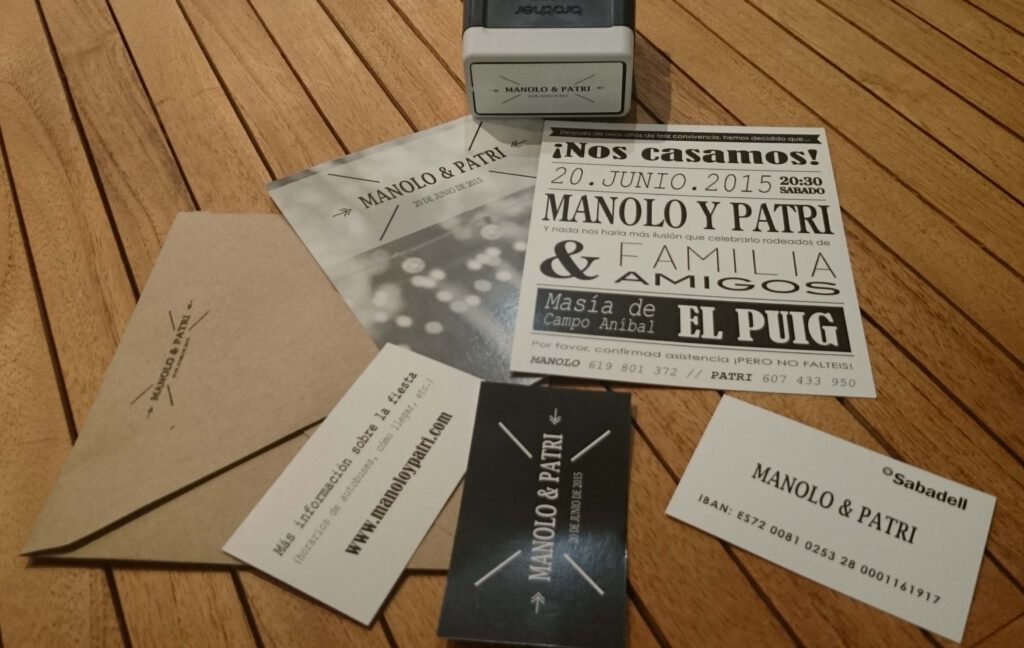 brother
MANOLO & PATRI
MANOLO & PATRI
20 DE JUNIO DE 2015
Después de unos años de feliz convivencia, hemos decidido que...
¡Nos casamos!
20.JUNIO.2015 20:30 SABADO
MANOLO Y PATRI
Y nada nos haría más ilusión que celebrarlo rodeados de
& FAMILIA
AMIGOS
Masía de
Campo Aníbal EL PUIG
Por favor, confirmad asistencia ¡PERO NO FALTEIS!
MANOLO 619 801 372 // PATRI 607 433 950
MANOLO & PATRI
Más información sobre la fiesta
(horarios de autobuses, cómo llegar, etc.)
www.manoloypatri.com
MANOLO & PATRI
20 DE JUNIO DE 2015
Sabadell
MANOLO & PATRI
IBAN: ES72 0081 0253 28 0001161917